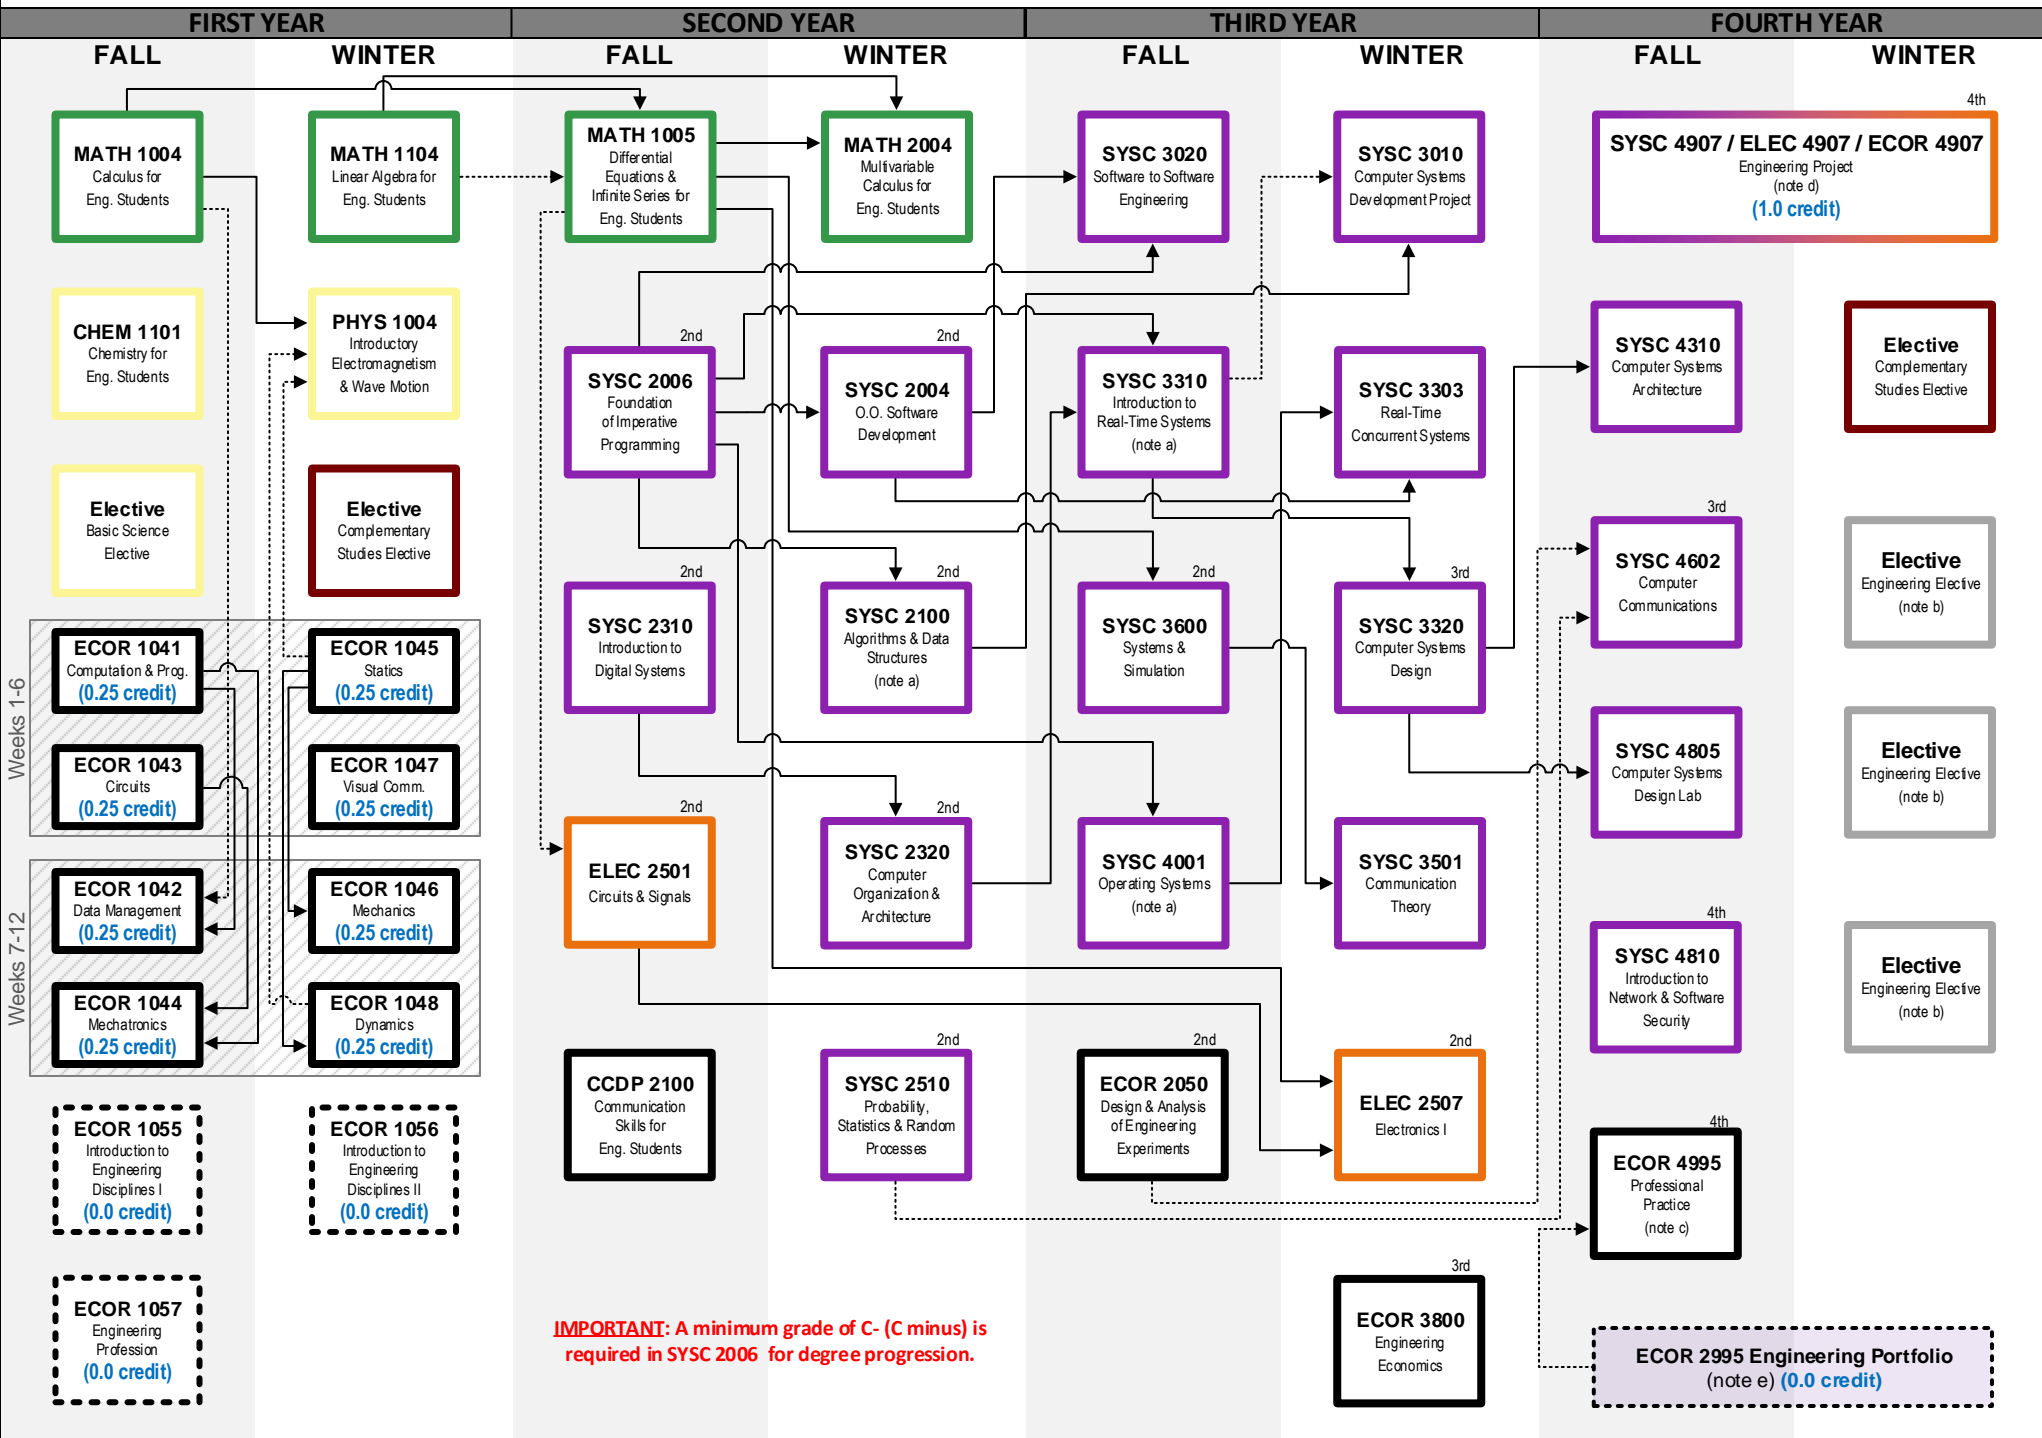 FIRST YEAR
SECOND YEAR
THIRD YEAR
FOURTH YEAR
FALL
WINTER
FALL
WINTER
FALL
WINTER
FALL
WINTER
MATH 1004
Calculus for
Eng. Students
CHEM 1101
Chemistry for
Eng. Students
Elective
Basic Science
Elective
Weeks 1-6
ECOR 1041
Computation & Prog.
(0.25 credit)
ECOR 1043
Circuits
(0.25 credit)
Weeks 7-12
ECOR 1042
Data Management
(0.25 credit)
ECOR 1044
Mechatronics
(0.25 credit)
ECOR 1055
Introduction to
Engineering
Disciplines I
(0.0 credit)
ECOR 1057
Engineering
Profession
(0.0 credit)
MATH 1104
Linear Algebra for
Eng. Students
PHYS 1004
Introductory
Electromagnetism
& Wave Motion
Elective
Complementary
Studies Elective
ECOR 1045
Statics
(0.25 credit)
ECOR 1047
Visual Comm.
(0.25 credit)
ECOR 1046
Mechanics
(0.25 credit)
ECOR 1048
Dynamics
(0.25 credit)
ECOR 1056
Introduction to
Engineering
Disciplines II
(0.0 credit)
MATH 1005
Differential
Equations &
Infinite Series for
Eng. Students
2nd
SYSC 2006
Foundation
of Imperative
Programming
SYSC 2310
Introduction to
Digital Systems
2nd
ELEC 2501
Circuits & Signals
CCDP 2100
Communication
Skills for
Eng. Students
MATH 2004
Multivariable
Calculus for
Eng. Students
2nd
SYSC 2004
O.O. Software
Development
2nd
2nd
SYSC 2100
Algorithms & Data
Structures
(note a)
2nd
SYSC 2320
Computer
Organization &
Architecture
2nd
SYSC 2510
Probability,
Statistics & Random
Processes
IMPORTANT: A minimum grade of C- (C minus) is
required in SYSC 2006 for degree progression.
SYSC 3020
Software to Software
Engineering
SYSC 3310
Introduction to
Real-Time Systems
(note a)
2nd
SYSC 3600
Systems &
Simulation
SYSC 4001
Operating Systems
(note a)
2nd
ECOR 2050
Design & Analysis
of Engineering
Experiments
SYSC 3010
Computer Systems
Development Project
SYSC 3303
Real-Time
Concurrent Systems
3rd
SYSC 3320
Computer Systems
Design
SYSC 3501
Communication
Theory
2nd
ELEC 2507
Electronics I
3rd
ECOR 3800
Engineering
Economics
4th
SYSC 4907 / ELEC 4907 / ECOR 4907
Engineering Project
(note d)
(1.0 credit)
SYSC 4310
Computer Systems
Architecture
3rd
SYSC 4602
Computer
Communications
SYSC 4805
Computer Systems
Design Lab
4th
SYSC 4810
Introduction to
Network & Software
Security
4th
ECOR 4995
Professional
Practice
(note c)
Elective
Complementary
Studies Elective
Elective
Engineering Elective
(note b)
Elective
Engineering Elective
(note b)
Elective
Engineering Elective
(note b)
ECOR 2995 Engineering Portfolio
(note e) (0.0 credit)